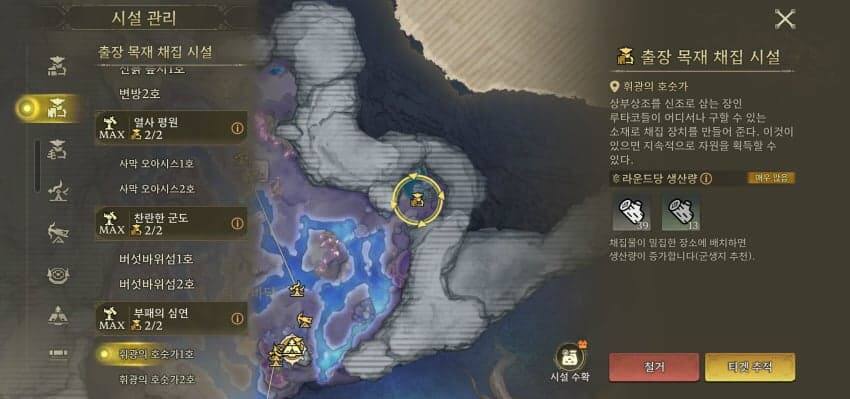 시설 관리
출장 목재 채집 시설
변방2호
MAX
열사 평원
2/2
사막 오아시스1호
사막 오아시스2호
MAX
찬란한 군도
2/2
버섯바위섬1호
버섯바위섬2호
MAX
부패의 심연
2/2
휘광의 호숫가1호
휘광의 호숫가2호
시설 수확
출장 목재 채집 시설
휘광의 호숫가
상부상조를 신조로 삼는 장인
루타코들이 어디서나 구할 수 있는
소재로 채집 장치를 만들어 준다. 이것이
있으면 지속적으로 자원을 획득할 수
있다.
라운드당 생산량
매우 많음
39
13
채집물이 밀집한 장소에 배치하면
생산량이 증가합니다(군생지 추천).
철거
타겟 추적